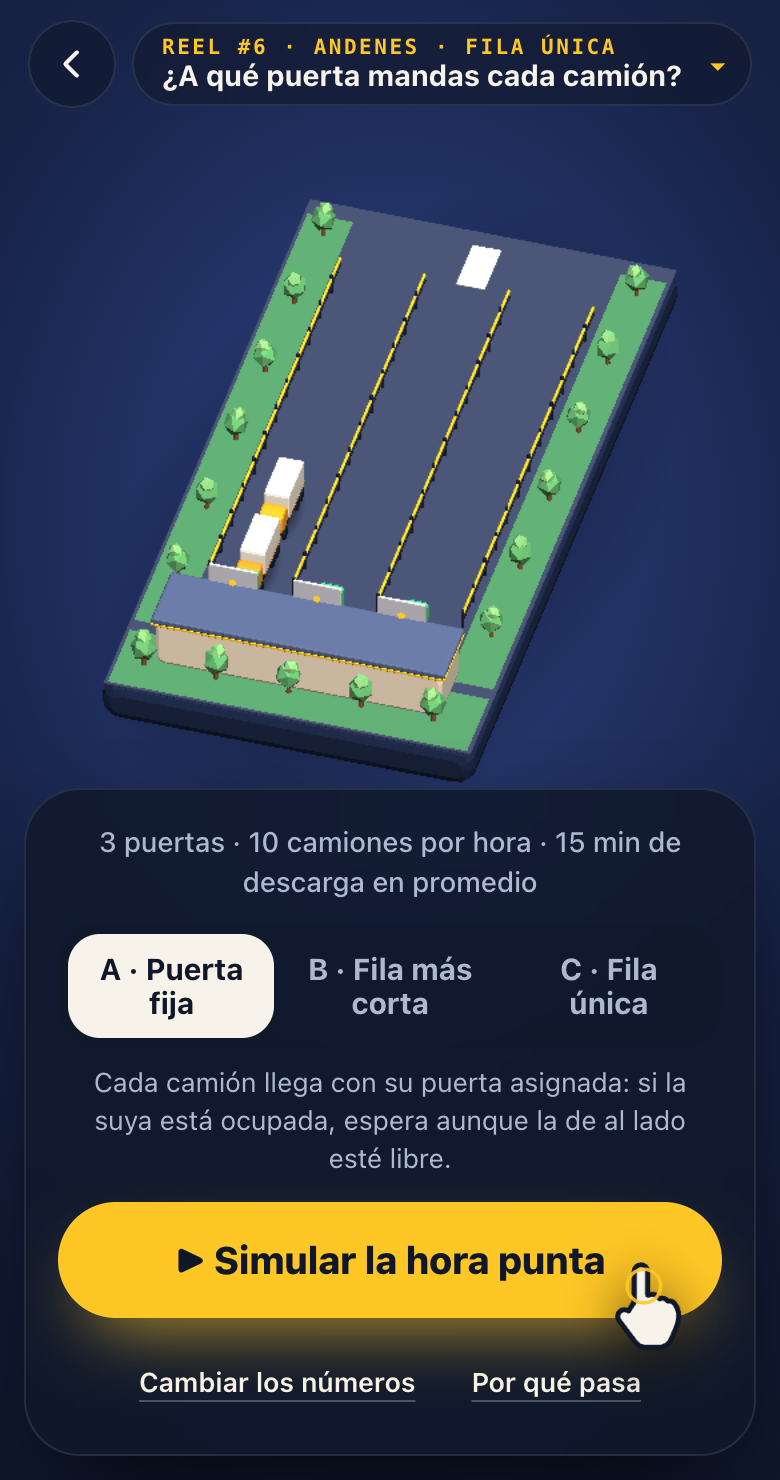 REEL #6 · ANDENES · FILA ÚNICA
¿A qué puerta mandas cada camión?
3 puertas · 10 camiones por hora · 15 min de
descarga en promedio
A · Puerta
fija
B · Fila más
corta
C · Fila
única
Cada camión llega con su puerta asignada: si la
suya está ocupada, espera aunque la de al lado
esté libre.
Simular la hora punta
Cambiar los números
Por qué pasa